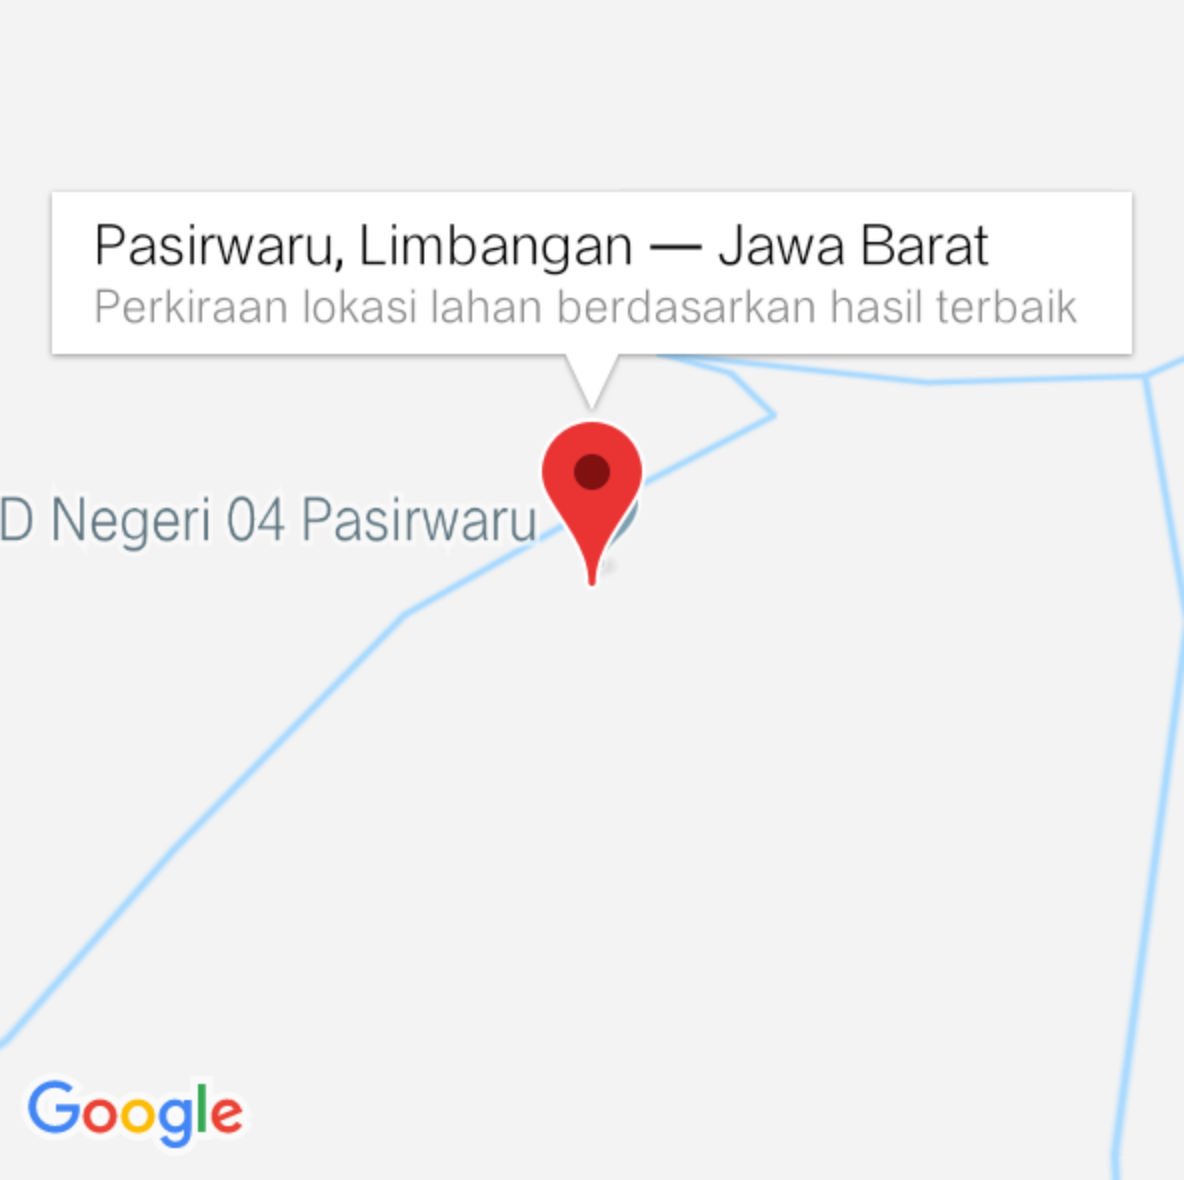 Pasirwaru, Limbangan — Jawa Barat
Perkiraan lokasi lahan berdasarkan hasil terbaik
D Negeri 04 Pasirwaru
Google